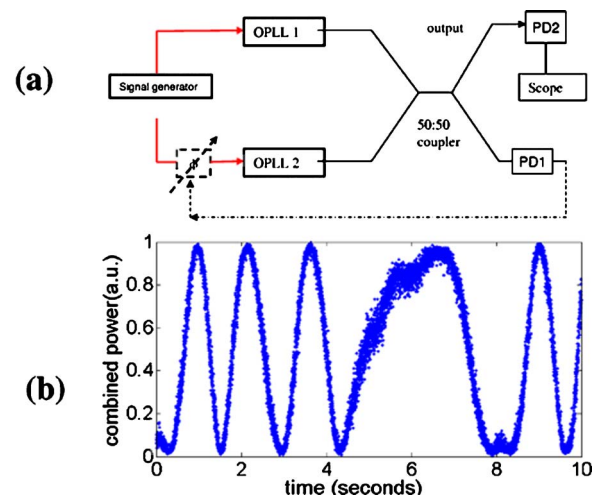 (a)
OPLL 1
output
PD2
Signal generator
Scope
50:50
coupler
ϕ
OPLL 2
PD1
(b)
combined power(a.u.)
1
0.8
0.6
0.4
0.2
0
0
2
4
6
8
10
time (seconds)